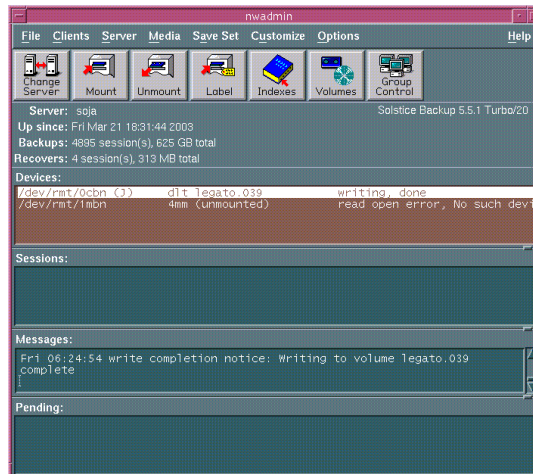 nwadmin
File Clients Server Media Save Set Customize Options Help
Change Server
Mount
Unmount
Label
Indexes
Volumes
Group Control
Server: soja
Solstice Backup 5.5.1 Turbo/20
Up since: Fri Mar 21 18:31:44 2003
Backups: 4895 session(s), 625 GB total
Recovers: 4 session(s), 313 MB total
Devices:
/dev/rmt/0cbn (J) dlt legato.039 writing, done
/dev/rmt/1mbn 4mm (unmounted) read open error, No such devi
Sessions:
Messages:
Fri 06:24:54 write completion notice: Writing to volume legato.039
complete
Pending: